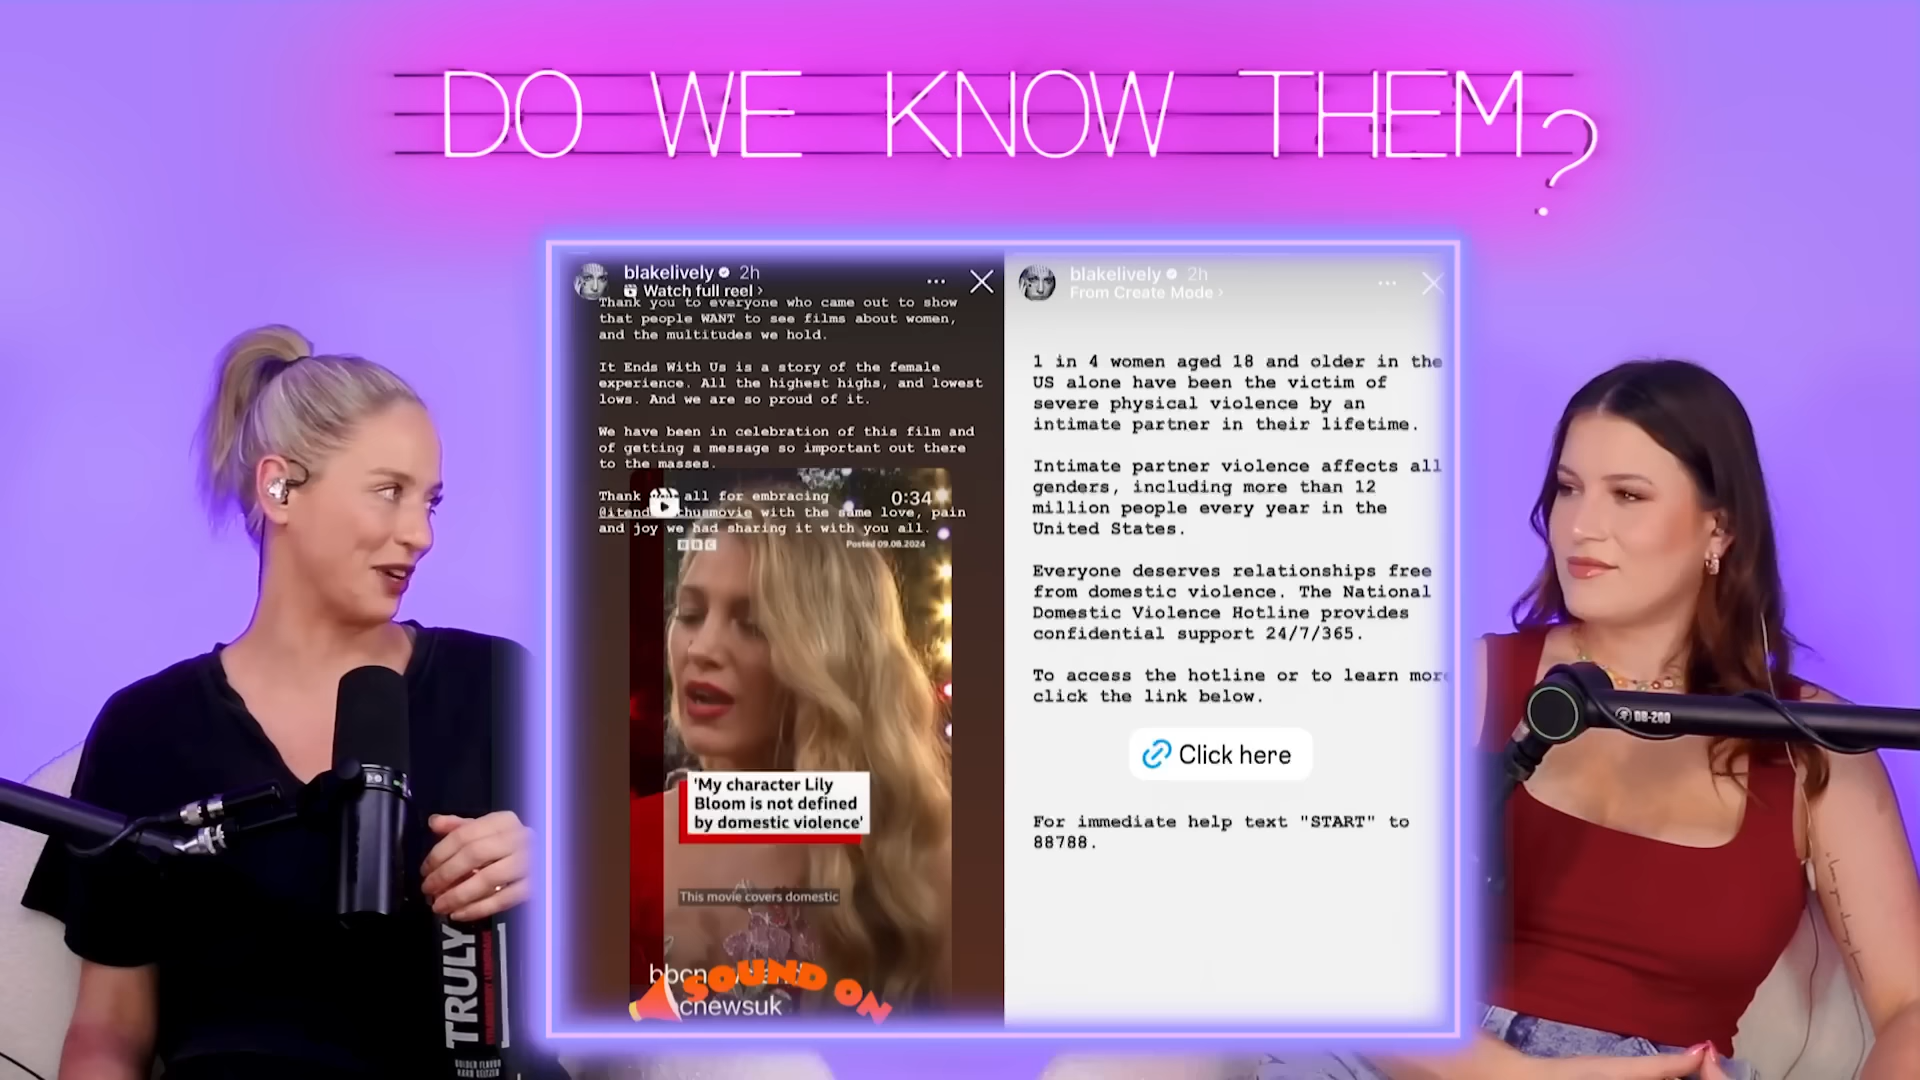 DO WE KNOW THEM?
blakelively 2h
Watch full reel
Thank you to everyone who came out to show
that people WANT to see films about women,
and the multitudes we hold.
It Ends With Us is a story of the female
experience. All the highest highs, and lowest
lows. And we are so proud of it.
We have been in celebration of this film and
of getting a message so important out there
to the masses.
Thank all for embracing
0:34
with the same love, pain
and joy we had sharing it with you all.
BBC
Posted 09.08.2024
'My character Lily
Bloom is not defined
by domestic violence'
This movie covers domestic
SOUND ON
blakelively 2h
From Create Mode
1 in 4 women aged 18 and older in the
US alone have been the victim of
severe physical violence by an
intimate partner in their lifetime.
Intimate partner violence affects all
genders, including more than 12
million people every year in the
United States.
Everyone deserves relationships free
from domestic violence. The National
Domestic Violence Hotline provides
confidential support 24/7/365.
To access the hotline or to learn more
click the link below.
Click here
For immediate help text "START" to
88788.
TRULY
DB-200